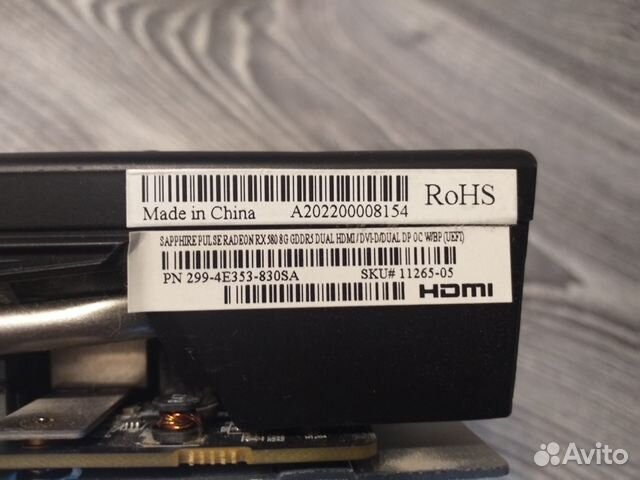 Made in China A202200008154 RoHS
SAPPHIRE PULSE RADEON RX 580 8G GDDR5 DUAL HDMI / DVI-D/DUAL DP OC W/BP (UEFI)
PN 299-4E353-830SA SKU# 11265-05
HDMI
Avito